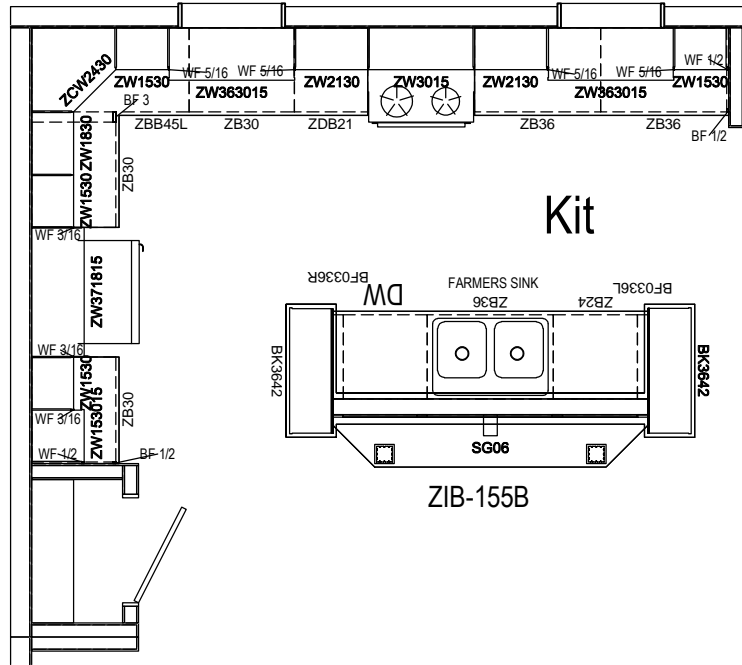 ZCW2430
ZW1530
WF 5/16
WF 5/16
ZW363015
ZW2130
ZW3015
ZW2130
WF 5/16
WF 5/16
ZW363015
WF 1/2
ZW1530
BF 3
ZBB45L
ZB30
ZDB21
ZB36
ZB36
BF 1/2
ZW1830
ZB30
ZW1530
WF 3/16
Kit
ZW371815
BF0336R
DW
FARMERS SINK
ZB36
ZB24
BF0336L
WF 3/16
ZW1530
BK3642
BK3642
ZB30
WF 3/16
ZW153015
WF 1/2
BF 1/2
SG06
ZIB-155B